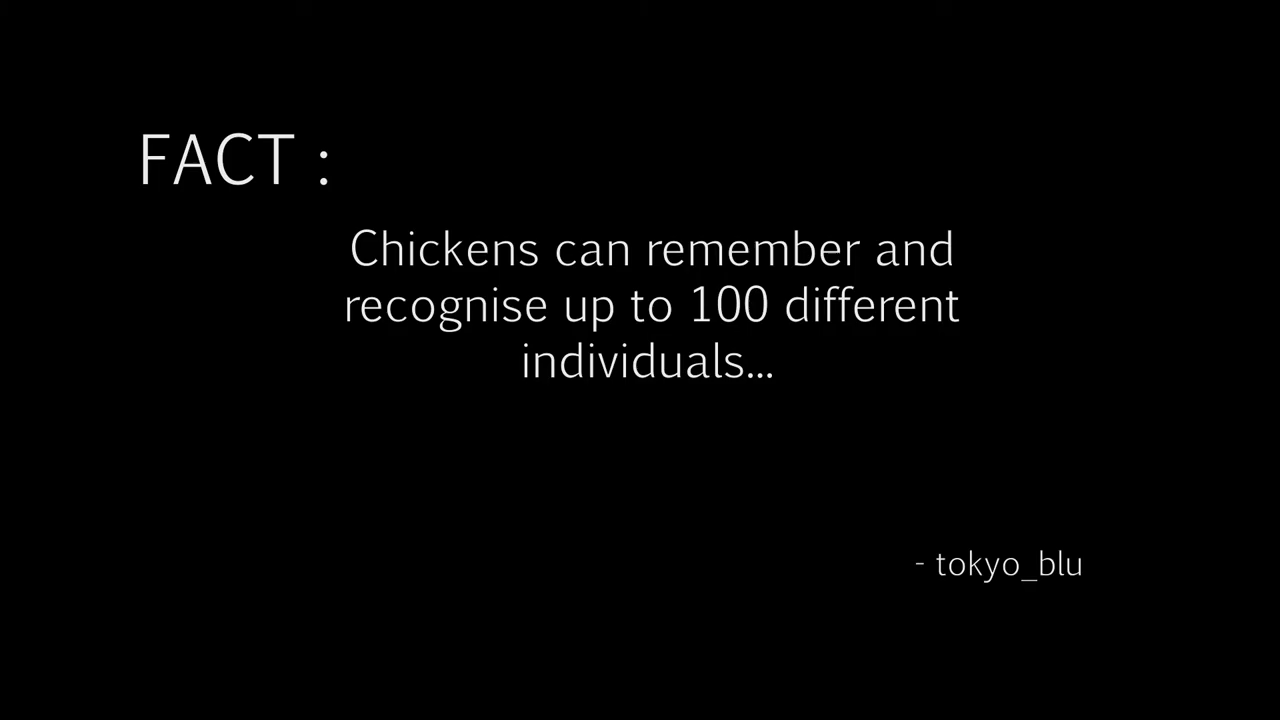 FACT :
Chickens can remember and
recognise up to 100 different
individuals...
- tokyo_blu